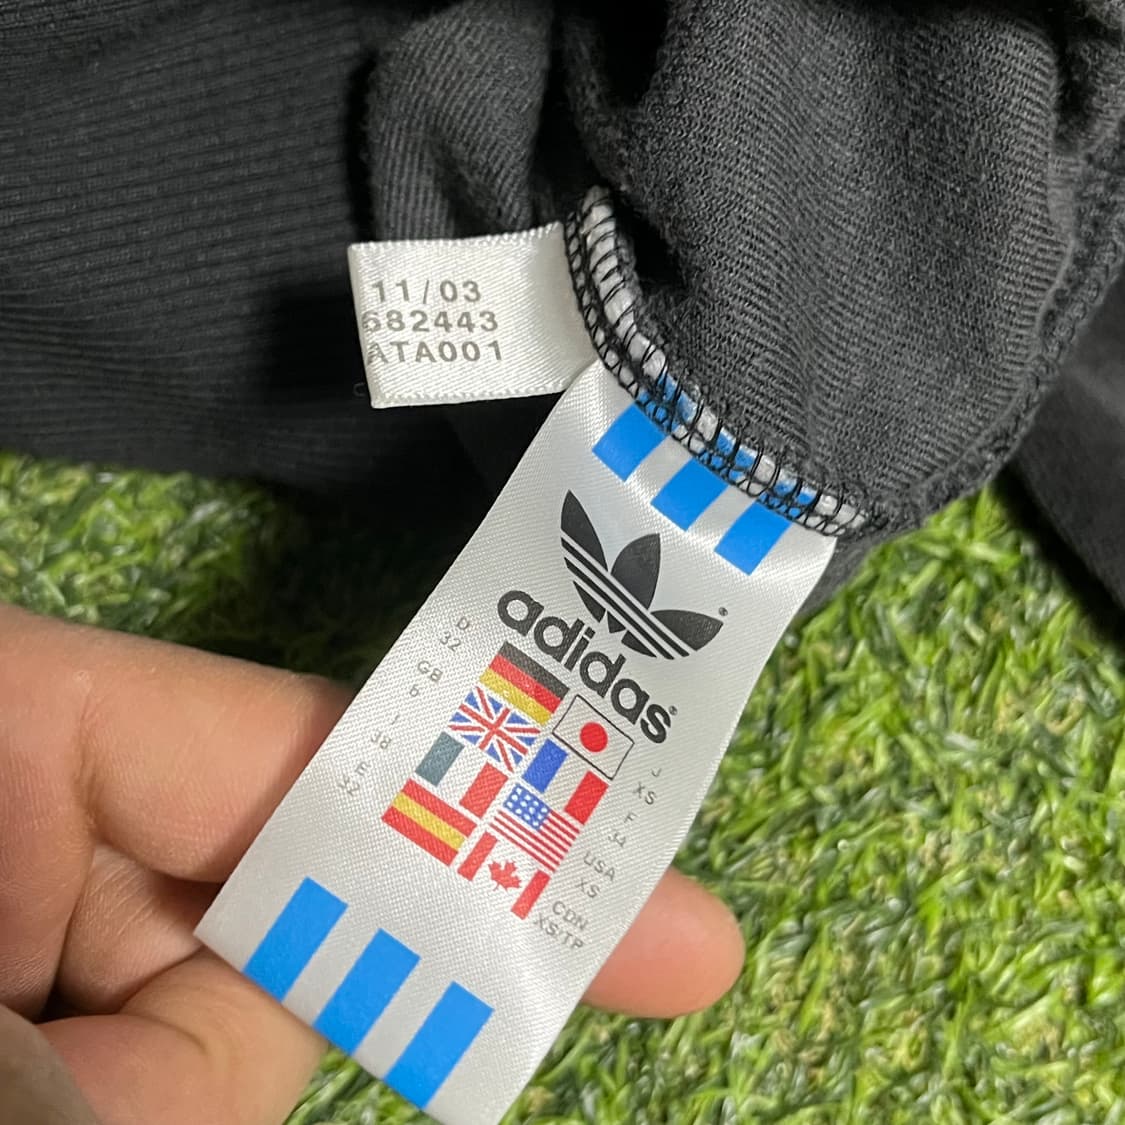 11/03
682443
ATA001
adidas
D
32
GB
6
I
38
E
32
J
XS
F
34
USA
XS
CDN
XS/TP